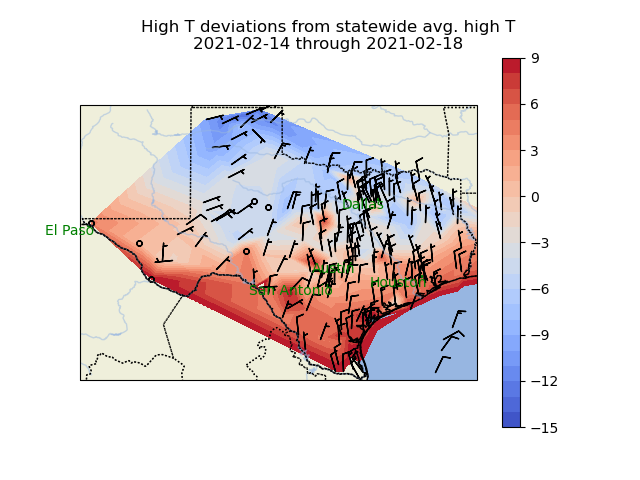 High T deviations from statewide avg. high T
2021-02-14 through 2021-02-18
9
6
3
0
−3
−6
−9
−12
−15
Dallas
El Paso
Austin
San Antonio
Houston